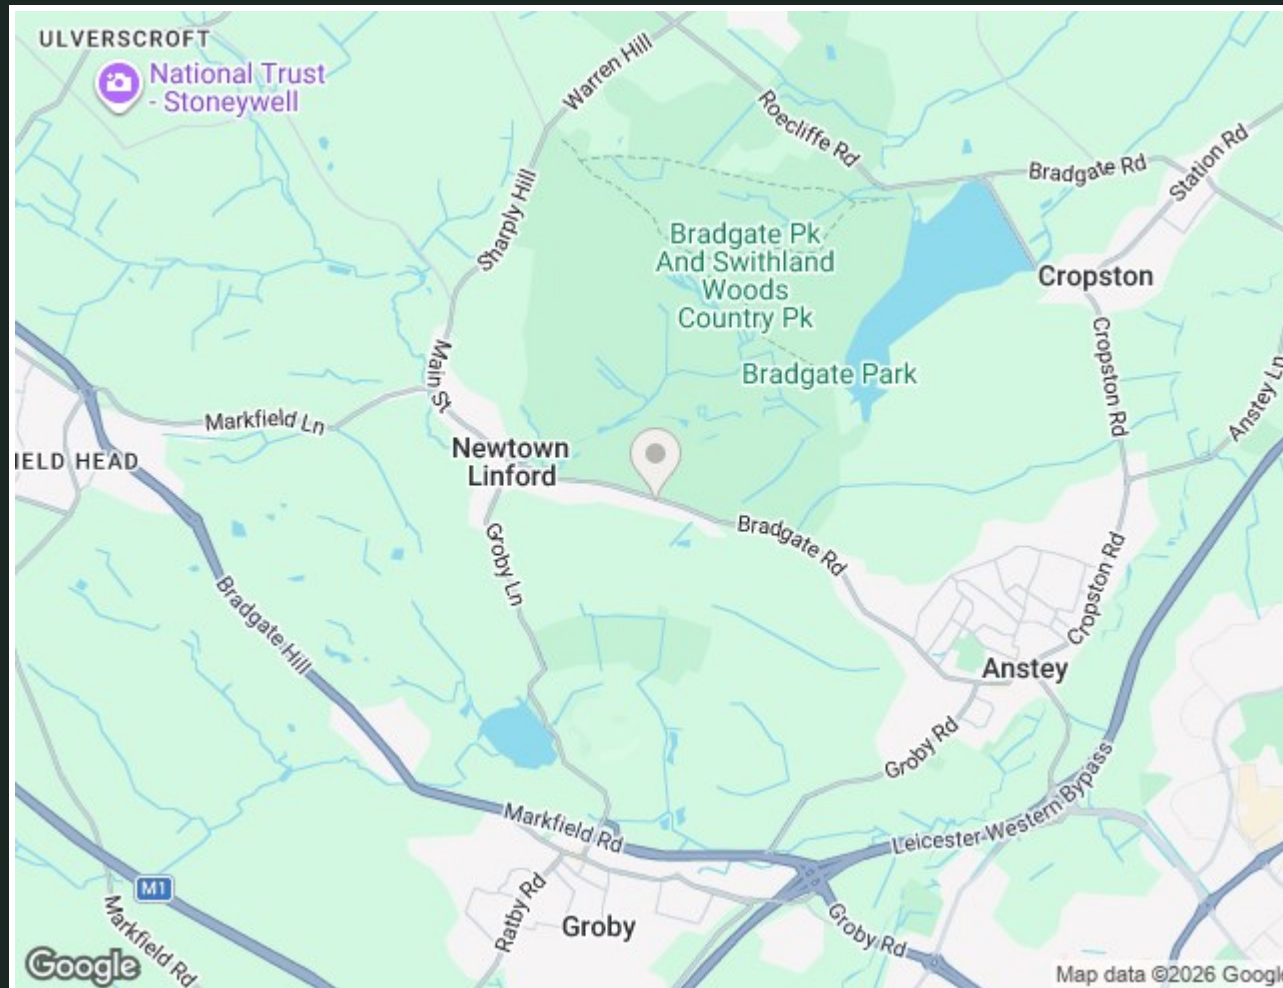 ULVERSCROFT
National Trust
- Stoneywell
Warren Hill
Roecliffe Rd
Bradgate Rd
Station Rd
Sharply Hill
Bradgate Pk
And Swithland
Woods
Country Pk
Cropston
Main St
Bradgate Park
Cropston Rd
Anstey Ln
Markfield Ln
IELD HEAD
Newtown
Linford
Groby Ln
Bradgate Rd
Bradgate Hill
Cropston Rd
Anstey
Groby Rd
Leicester Western Bypass
Markfield Rd
M1
Markfield Rd
Ratby Rd
Groby
Groby Rd
Google
Map data ©2026 Google